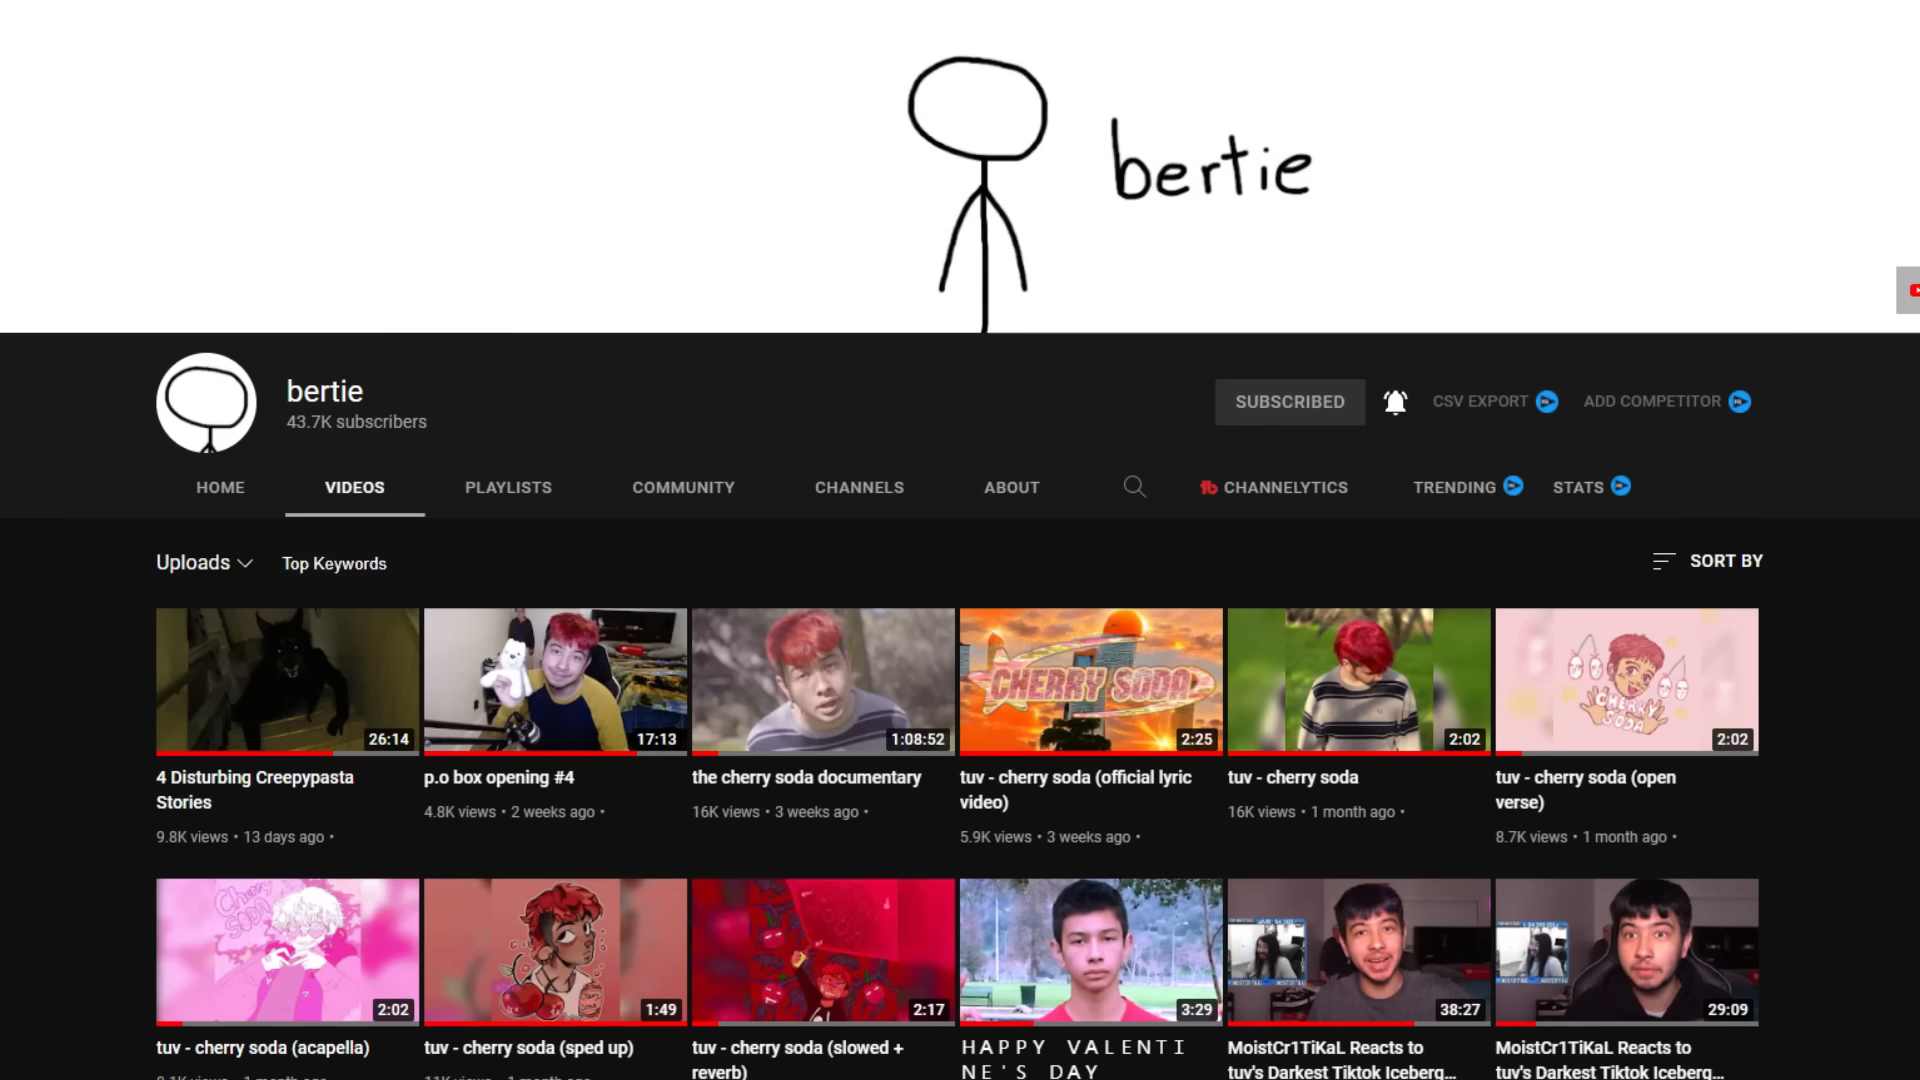 bertie
bertie
43.7K subscribers
SUBSCRIBED
CSV EXPORT
ADD COMPETITOR
HOME
VIDEOS
PLAYLISTS
COMMUNITY
CHANNELS
ABOUT
CHANNELYTICS
TRENDING
STATS
Uploads
Top Keywords
SORT BY
26:14
17:13
1:08:52
CHERRY SODA
2:25
2:02
CHERRY
SODA
2:02
4 Disturbing Creepypasta
Stories
9.8K views • 13 days ago •
p.o box opening #4
4.8K views • 2 weeks ago •
the cherry soda documentary
16K views • 3 weeks ago •
tuv - cherry soda (official lyric
video)
5.9K views • 3 weeks ago •
tuv - cherry soda
16K views • 1 month ago •
tuv - cherry soda (open
verse)
8.7K views • 1 month ago •
Cherry
SODA
2:02
1:49
2:17
3:29
38:27
29:09
tuv - cherry soda (acapella)
tuv - cherry soda (sped up)
tuv - cherry soda (slowed +
reverb)
HAPPY VALENTI
NE'S DAY
MoistCr1TiKaL Reacts to
tuv's Darkest Tiktok Iceberg...
MoistCr1TiKaL Reacts to
tuv's Darkest Tiktok Iceberg...